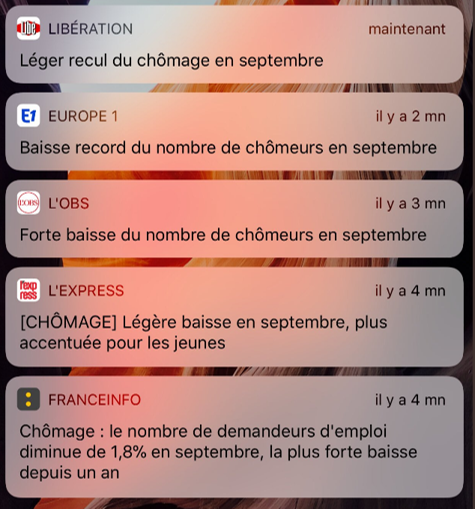 Libé LIBÉRATION maintenant
Léger recul du chômage en septembre
E1 EUROPE 1 il y a 2 mn
Baisse record du nombre de chômeurs en septembre
L'OBS L'OBS il y a 3 mn
Forte baisse du nombre de chômeurs en septembre
l'exp
ress
L'EXPRESS il y a 4 mn
[CHÔMAGE] Légère baisse en septembre, plus
accentuée pour les jeunes
FRANCEINFO il y a 4 mn
Chômage : le nombre de demandeurs d'emploi
diminue de 1,8% en septembre, la plus forte baisse
depuis un an